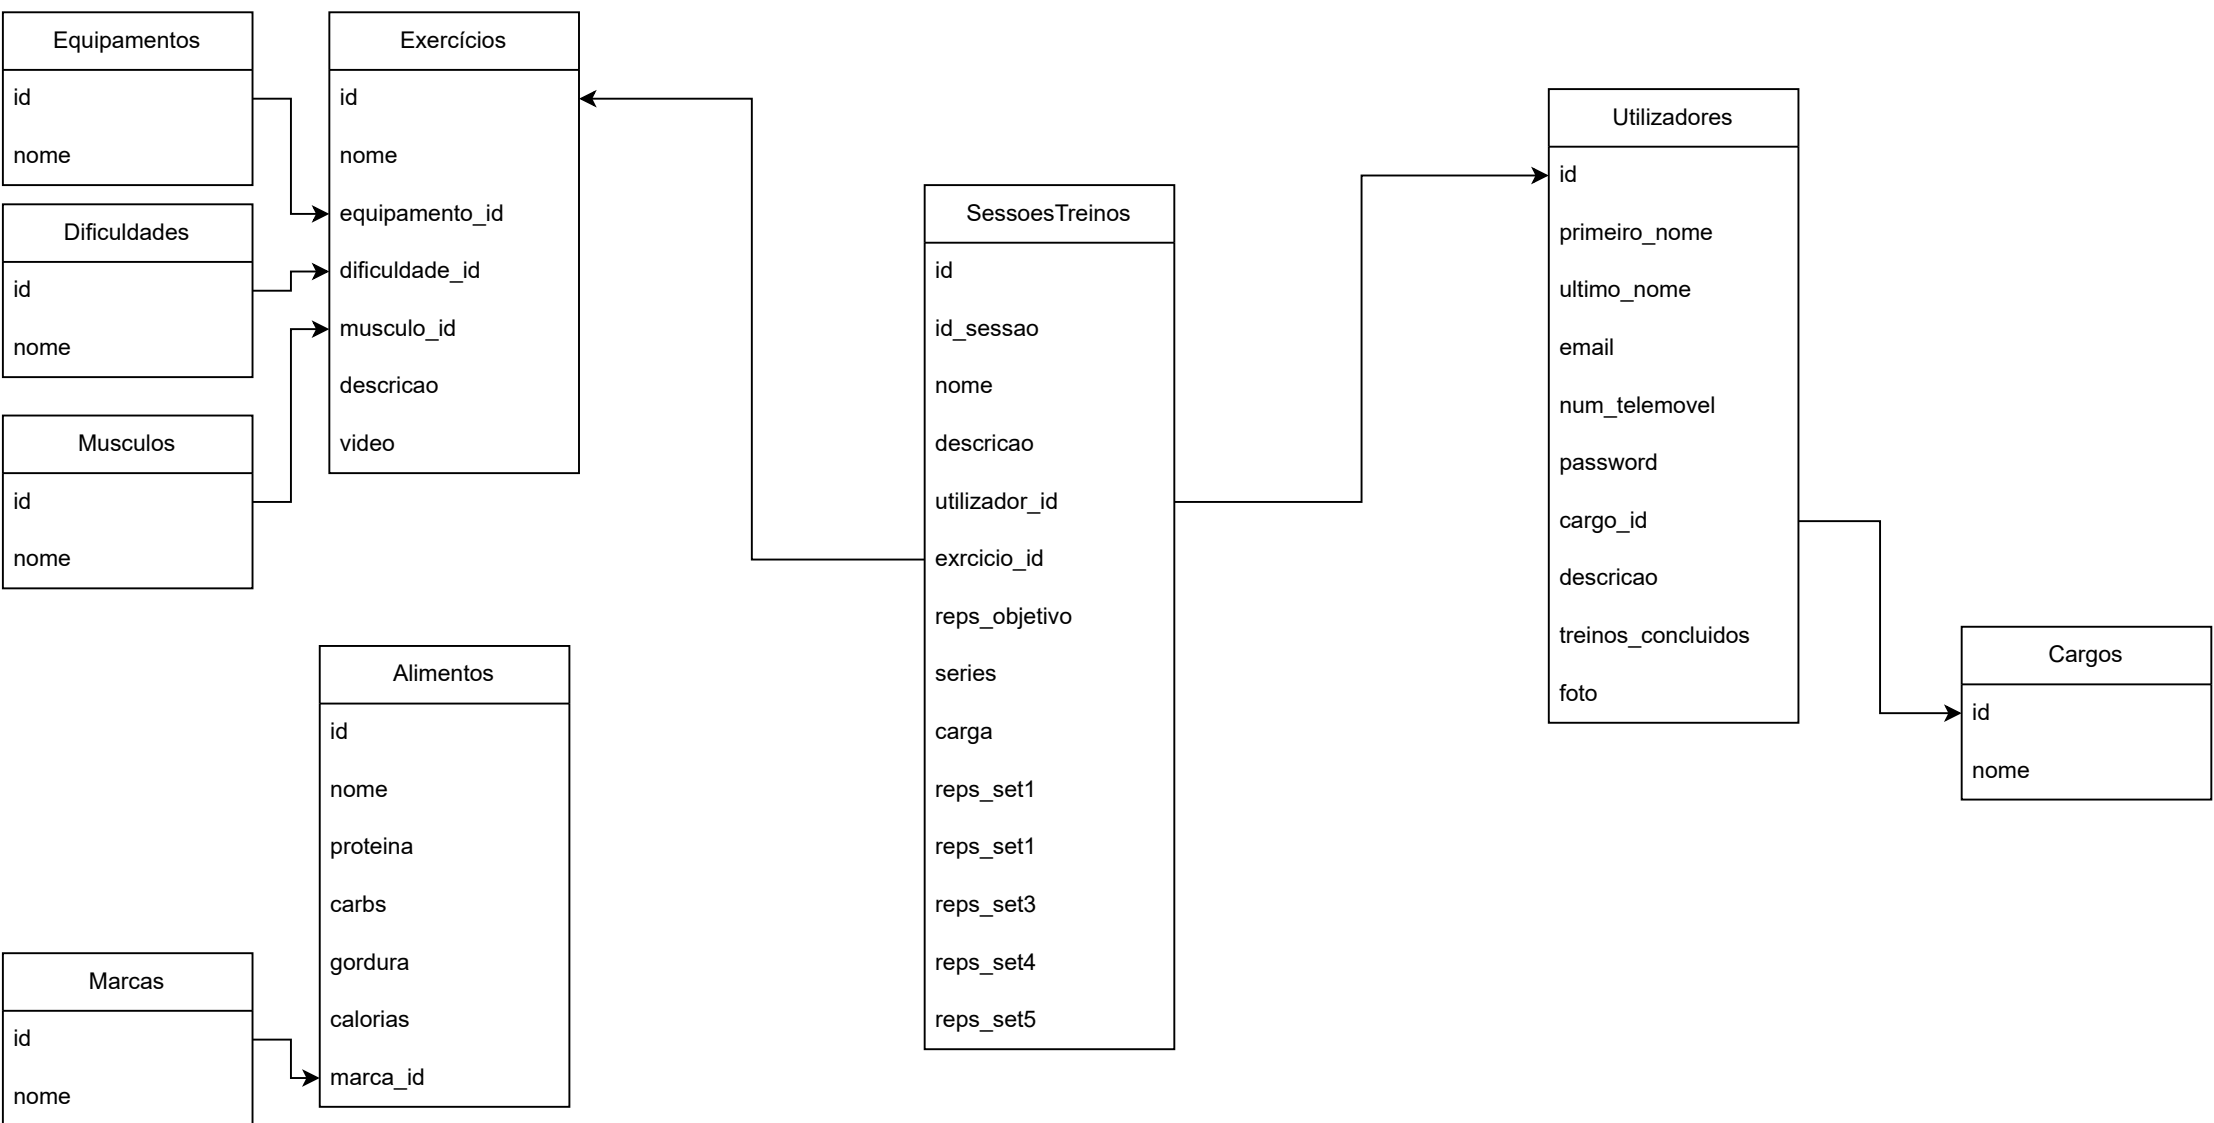 Equipamentos
id
nome
Dificuldades
id
nome
Musculos
id
nome
Exercícios
id
nome
equipamento_id
dificuldade_id
musculo_id
descricao
video
Alimentos
id
nome
proteina
carbs
gordura
calorias
marca_id
Marcas
id
nome
SessoesTreinos
id
id_sessao
nome
descricao
utilizador_id
exrcicio_id
reps_objetivo
series
carga
reps_set1
reps_set1
reps_set3
reps_set4
reps_set5
Utilizadores
id
primeiro_nome
ultimo_nome
email
num_telemovel
password
cargo_id
descricao
treinos_concluidos
foto
Cargos
id
nome